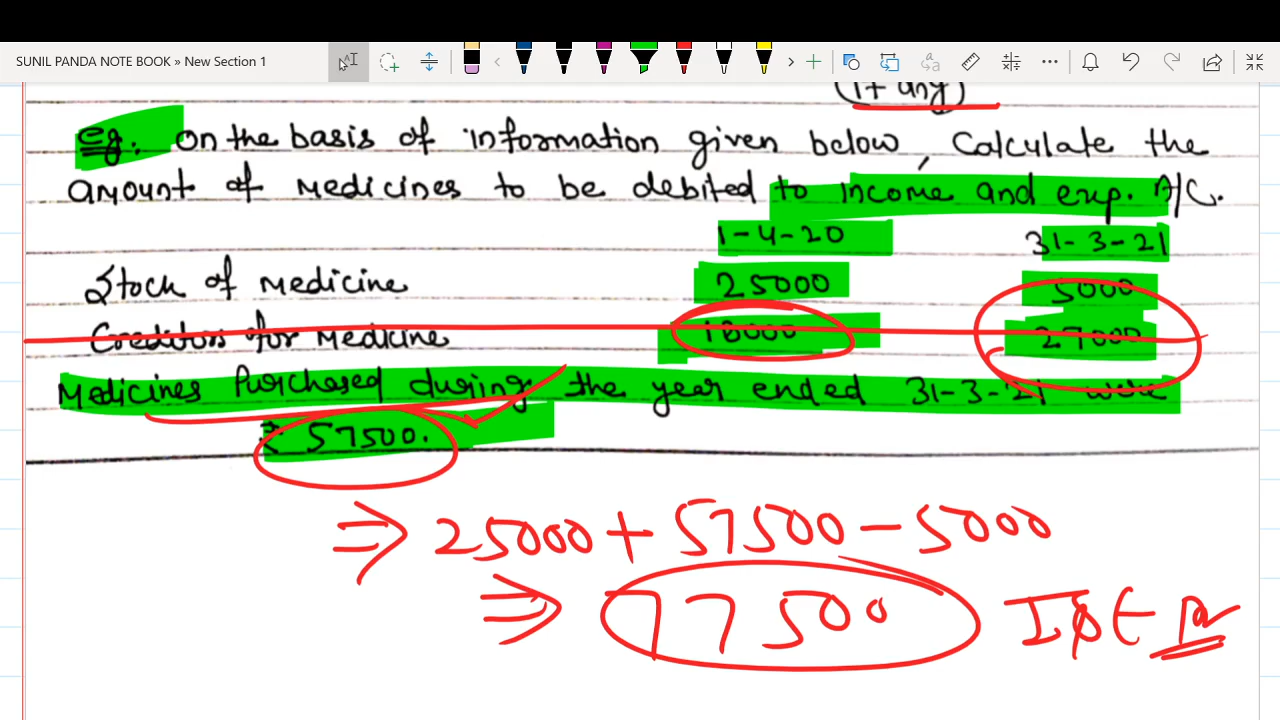 SUNIL PANDA NOTE BOOK » New Section 1
(I+ any)
eg. On the basis of information given below, Calculate the
amount of medicines to be debited to income and exp. A/C.
1-4-20 31-3-21
Stock of medicine 25000 5000
Creditors for Medicine 18000 27000
Medicines Purchased during the year ended 31-3-21 were
₹ 57500.
⇒ 25000 + 57500 - 5000
⇒ 77500